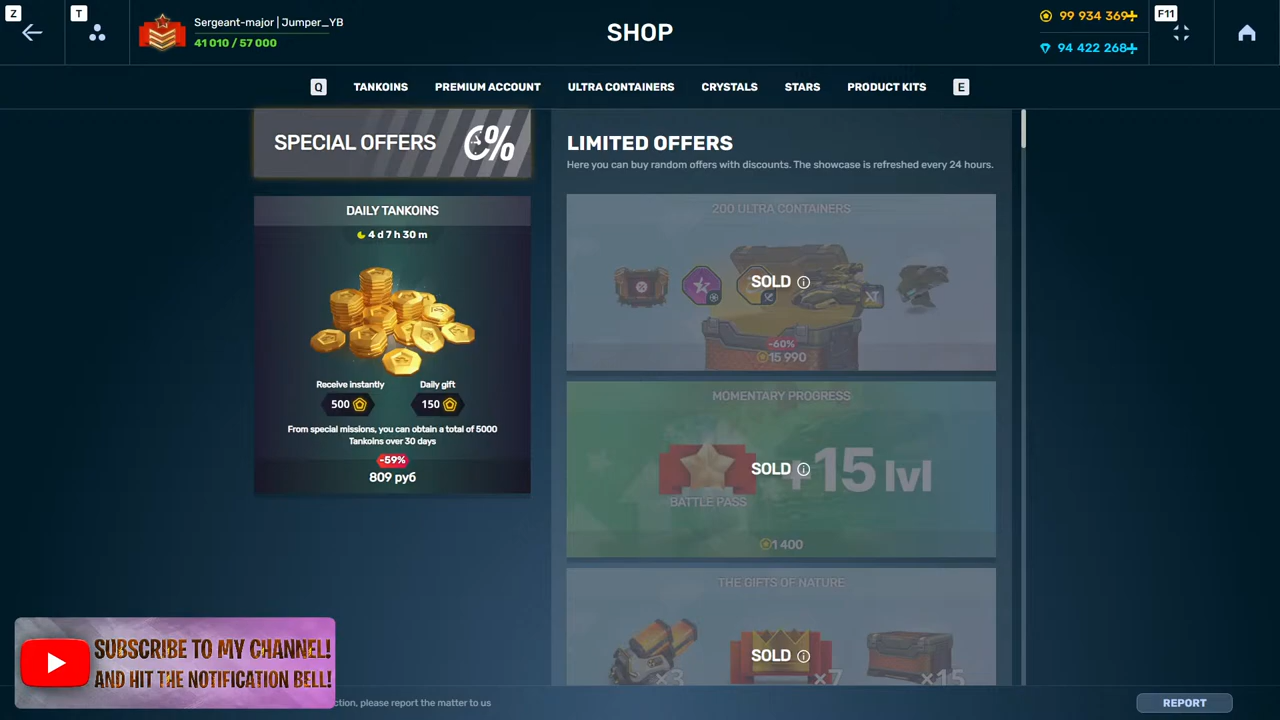 Z
T
Sergeant-major | Jumper_YB
41 010 / 57 000
SHOP
99 934 369+
94 422 268+
F11
Q
TANKOINS
PREMIUM ACCOUNT
ULTRA CONTAINERS
CRYSTALS
STARS
PRODUCT KITS
E
SPECIAL OFFERS
%
DAILY TANKOINS
4 d 7 h 30 m
Receive instantly
Daily gift
500
150
From special missions, you can obtain a total of 5000
Tankoins over 30 days
-59%
809 руб
LIMITED OFFERS
Here you can buy random offers with discounts. The showcase is refreshed every 24 hours.
200 ULTRA CONTAINERS
XT
SOLD
-60%
15 990
MOMENTARY PROGRESS
SOLD
+15 lvl
BATTLE PASS
1 400
THE GIFTS OF NATURE
SOLD
×3
×7
×15
SUBSCRIBE TO MY CHANNEL!
AND HIT THE NOTIFICATION BELL!
ction, please report the matter to us
REPORT